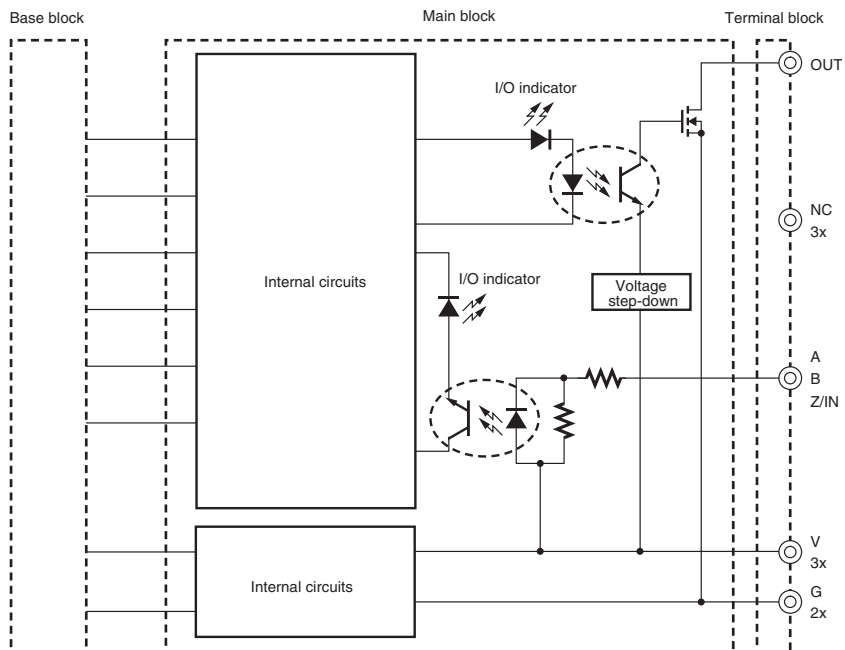 Base block
Main block
Terminal block
OUT
I/O indicator
NC
3x
Internal circuits
I/O indicator
Voltage
step-down
A
B
Z/IN
V
3x
Internal circuits
G
2x